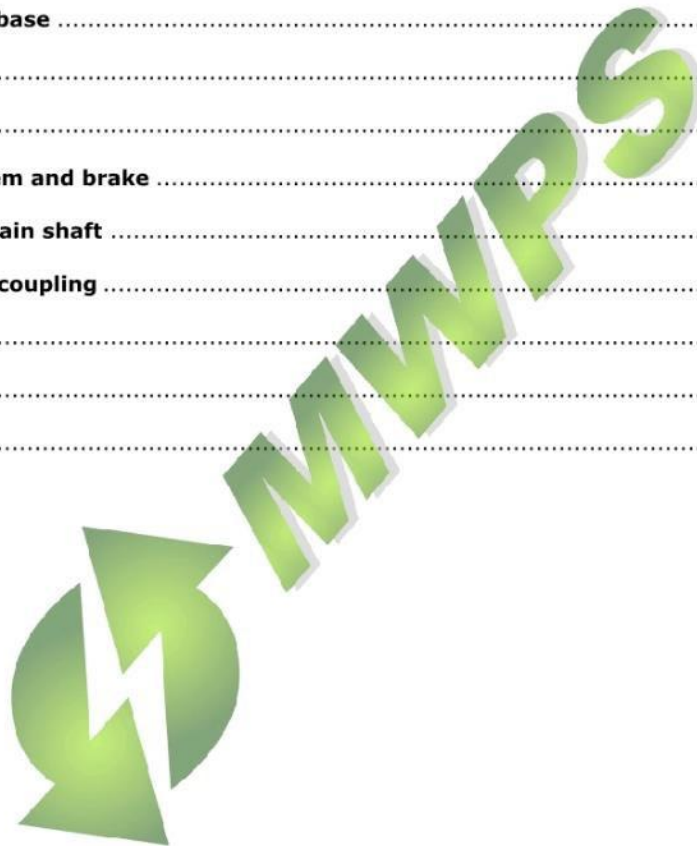 base ..........................................................................................
............................................................................................................
............................................................................................................
em and brake ..........................................................................
ain shaft ....................................................................................
coupling .....................................................................................
............................................................................................................
............................................................................................................
............................................................................................................
MWPS